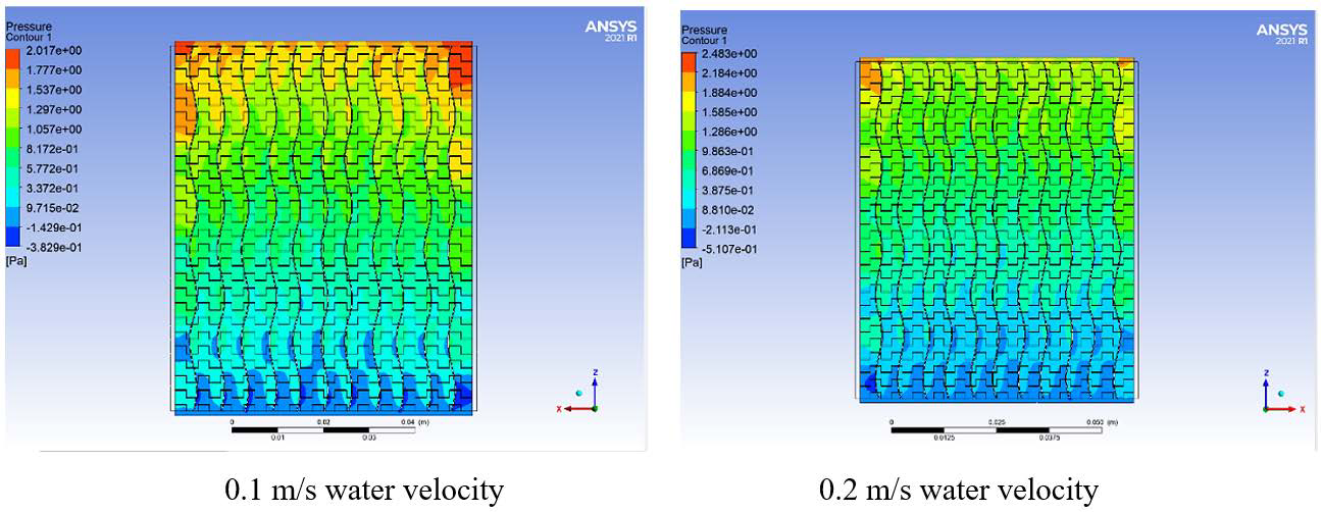 Pressure
Contour 1
2.017e+00
1.777e+00
1.537e+00
1.297e+00
1.057e+00
8.172e-01
5.772e-01
3.372e-01
9.715e-02
-1.429e-01
-3.829e-01
[Pa]
ANSYS
2021 R1
Z
X
0 0.02 0.04 (m)
0.01 0.03
0.1 m/s water velocity
Pressure
Contour 1
2.483e+00
2.184e+00
1.884e+00
1.585e+00
1.286e+00
9.863e-01
6.869e-01
3.875e-01
8.810e-02
-2.113e-01
-5.107e-01
[Pa]
ANSYS
2021 R1
Z
X
0 0.025 0.050 (m)
0.0125 0.0375
0.2 m/s water velocity